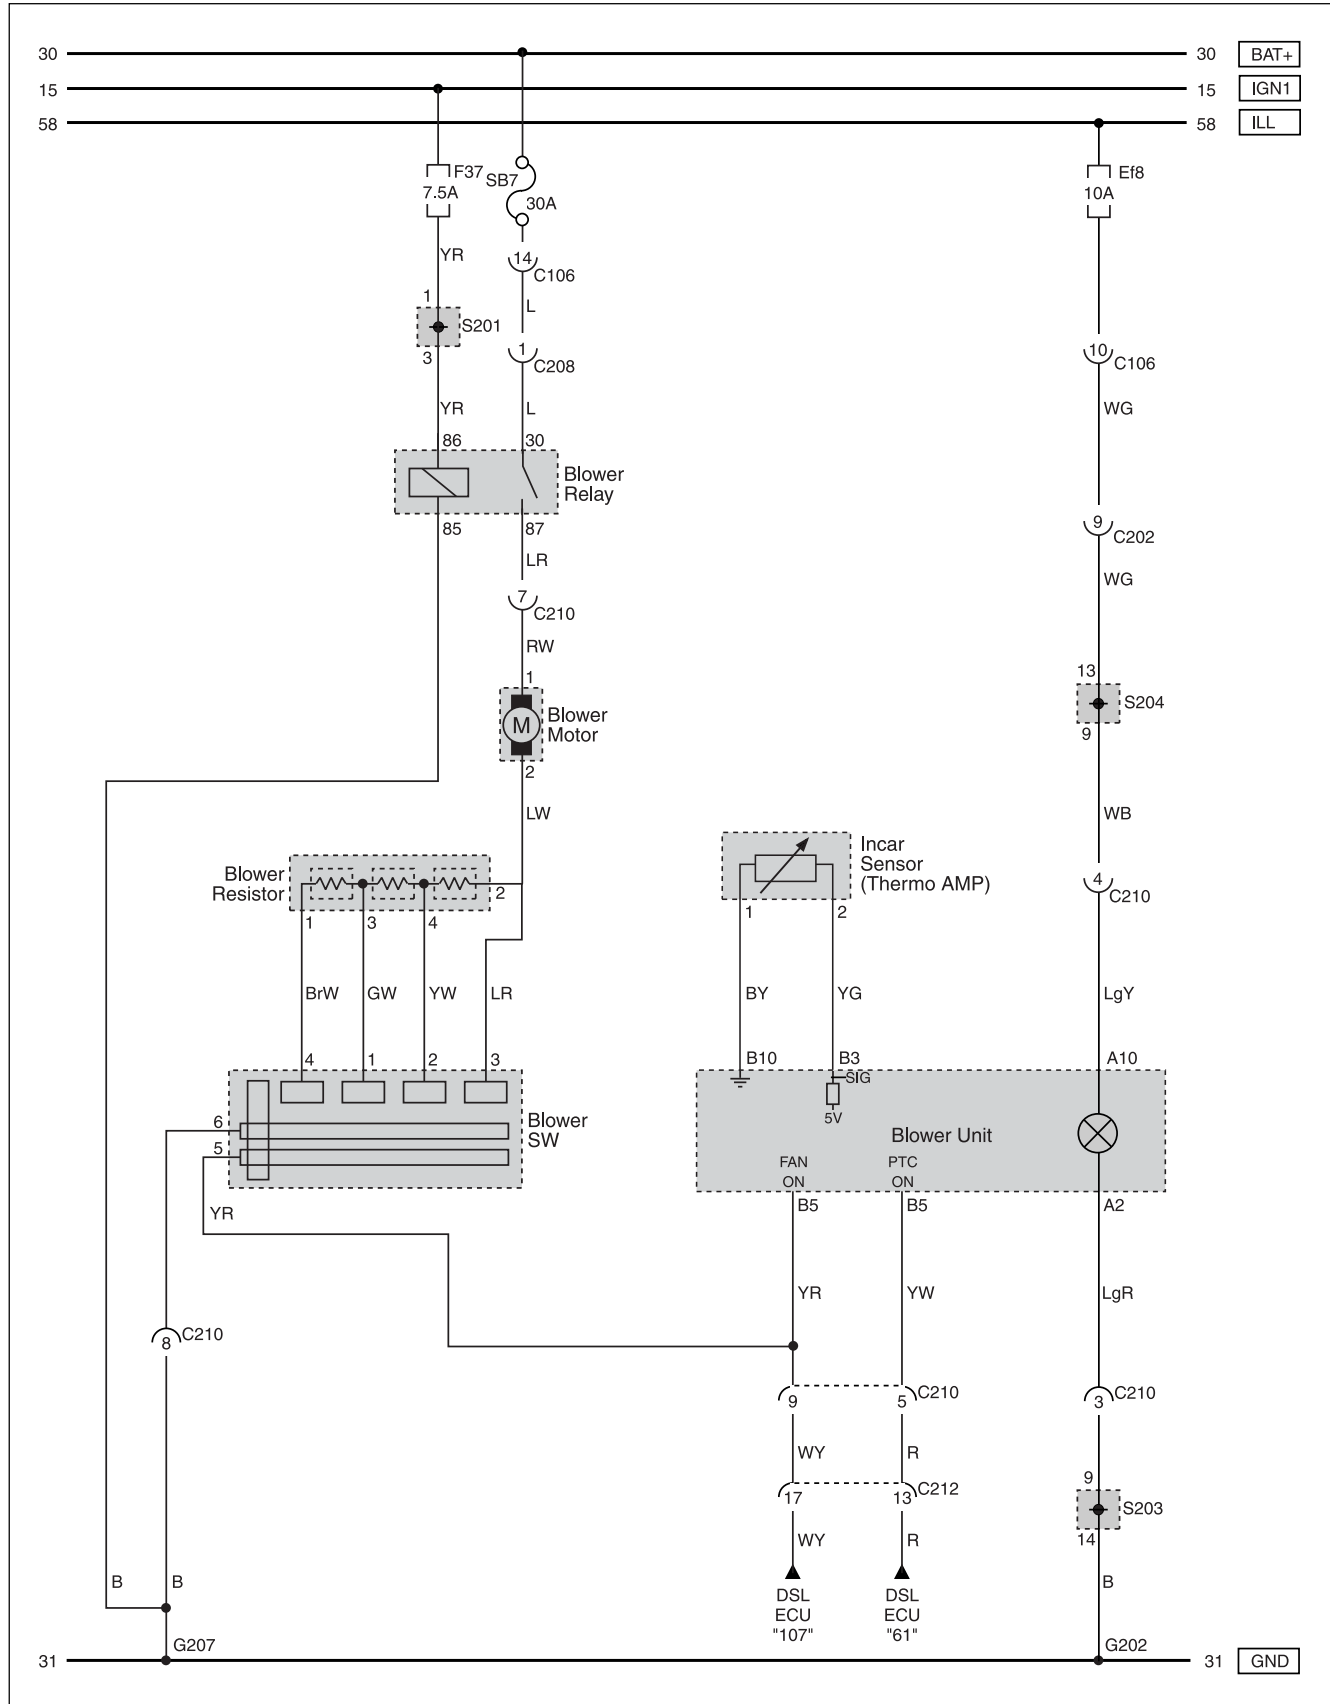 30 30 BAT+
15 15 IGN1
58 58 ILL
F37
7.5A
SB7
30A
Ef8
10A
YR
14
C106
1
S201
3
L
1
C208
10
C106
YR
L
WG
86
30
Blower
Relay
85
87
9
C202
LR
WG
7
C210
RW
1
M
Blower
Motor
2
13
S204
9
LW
WB
Blower
Resistor
2
1
3
4
Incar
Sensor
(Thermo AMP)
1
2
4
C210
BrW
GW
YW
LR
BY
YG
LgY
4
1
2
3
B10
B3
A10
SIG
5V
6
5
Blower
SW
Blower Unit
FAN
ON
PTC
ON
YR
B5
B5
A2
YR
YW
LgR
8
C210
9
5
C210
3
C210
WY
R
17
13
C212
9
S203
14
WY
R
B
B
DSL
ECU
"107"
DSL
ECU
"61"
B
G207
G202
31 31 GND